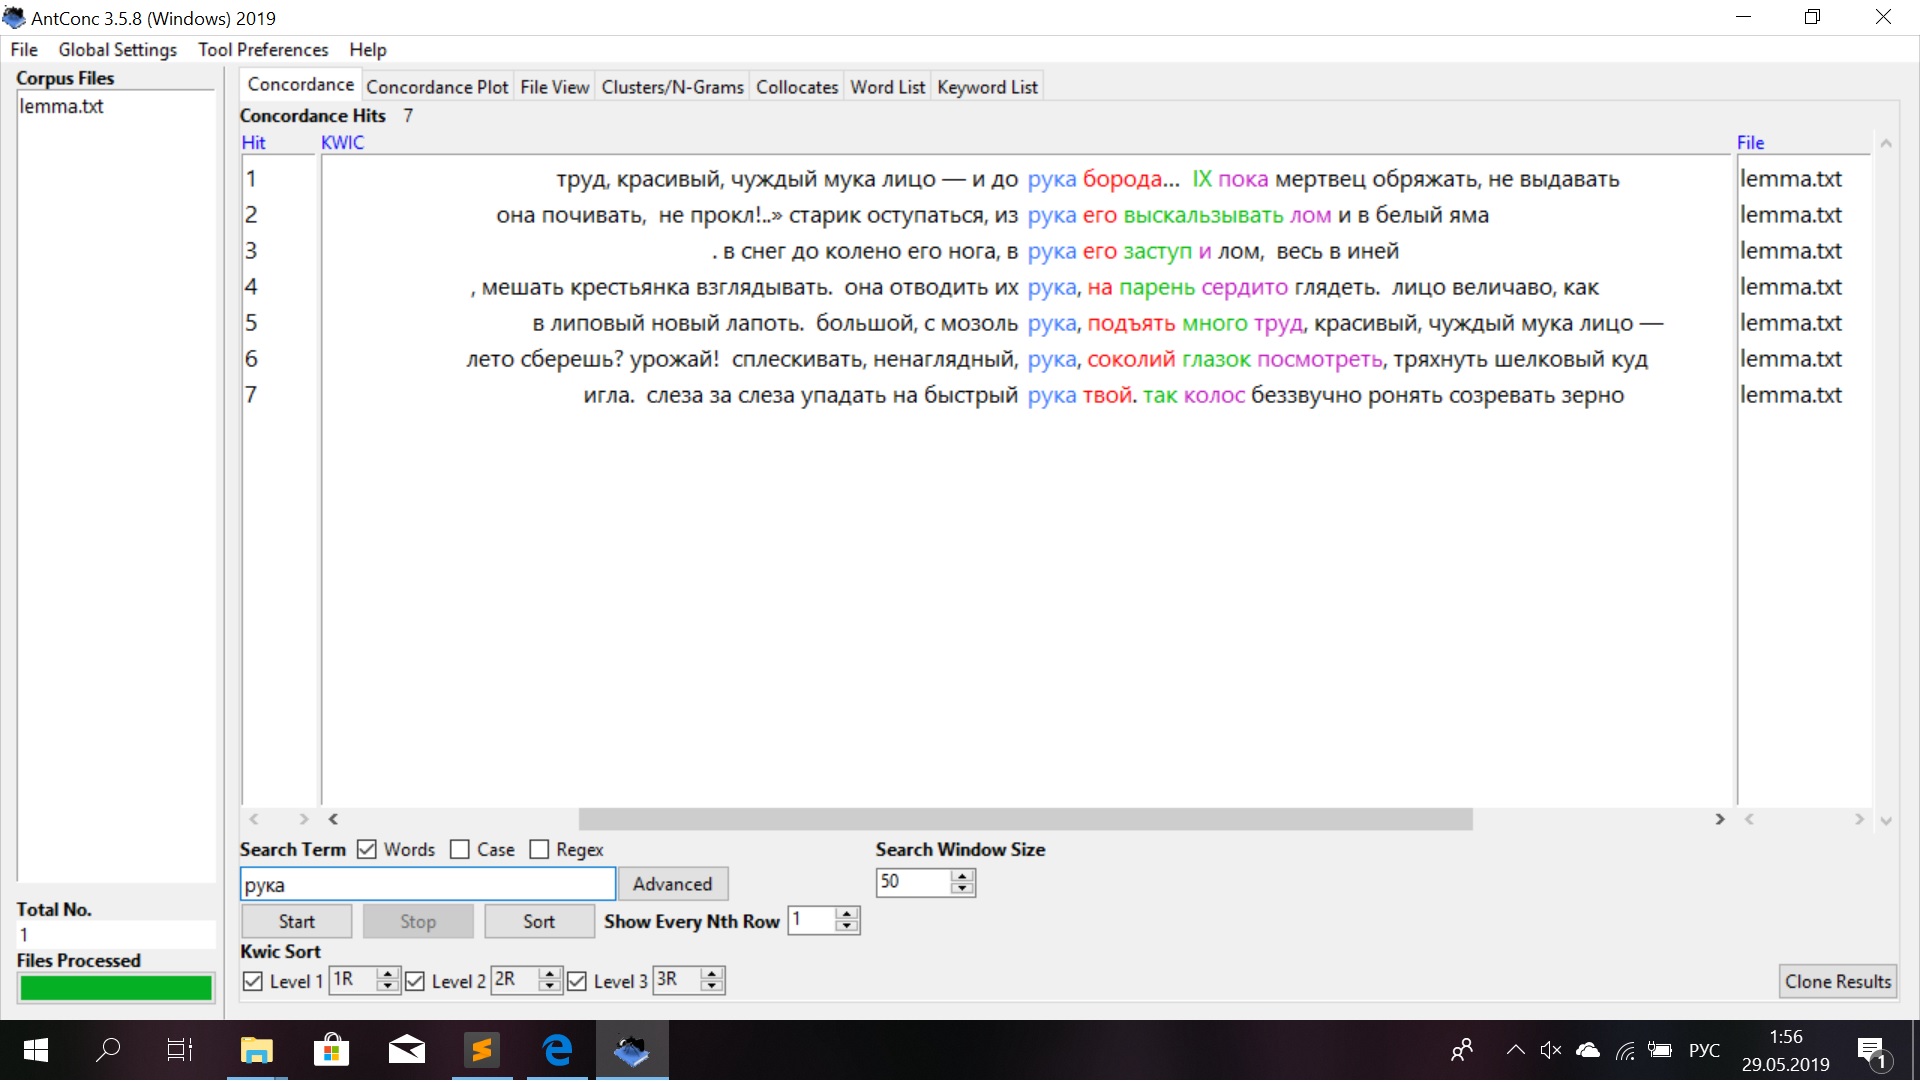 AntConc 3.5.8 (Windows) 2019
File Global Settings Tool Preferences Help
Corpus Files
lemma.txt
Concordance Concordance Plot File View Clusters/N-Grams Collocates Word List Keyword List
Concordance Hits 7
Hit KWIC File
1 труд, красивый, чуждый мука лицо — и до рука борода... IX пока мертвец обряжать, не выдавать lemma.txt
2 она почивать, не прокл!..» старик оступаться, из рука его выскальзывать лом и в белый яма lemma.txt
3 . в снег до колено его нога, в рука его заступ и лом, весь в иней lemma.txt
4 , мешать крестьянка взглядывать. она отводить их рука, на парень сердито глядеть. лицо величаво, как lemma.txt
5 в липовый новый лапоть. большой, с мозоль рука, подъять много труд, красивый, чуждый мука лицо — lemma.txt
6 лето сберешь? урожай! сплескивать, ненаглядный, рука, соколий глазок посмотреть, тряхнуть шелковый куд lemma.txt
7 игла. слеза за слеза упадать на быстрый рука твой. так колос беззвучно ронять созревать зерно lemma.txt
Search Term Words Case Regex Search Window Size
рука Advanced 50
Total No.
1
Start Stop Sort Show Every Nth Row 1
Files Processed
Kwic Sort
Level 1 1R Level 2 2R Level 3 3R Clone Results
РУС 1:56
29.05.2019
1